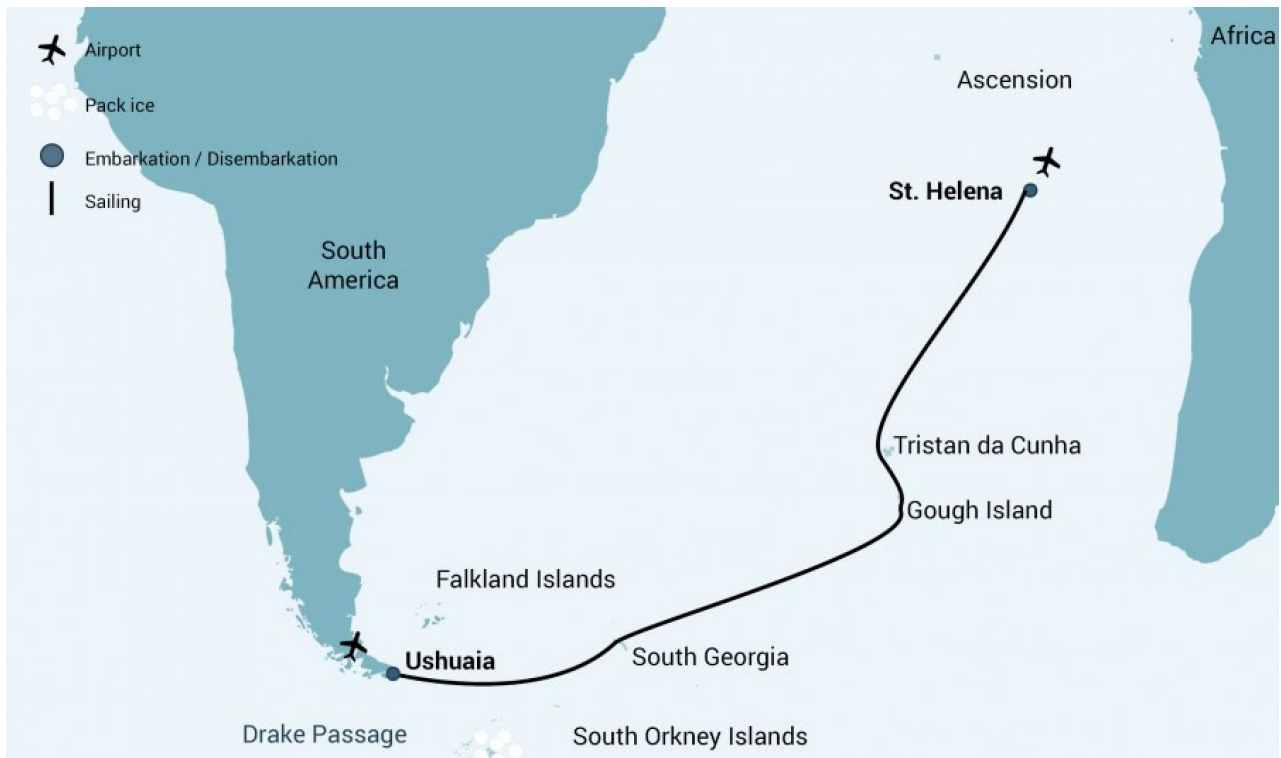 Airport
Pack ice
Embarkation / Disembarkation
Sailing
Africa
Ascension
St. Helena
South
America
Tristan da Cunha
Gough Island
Falkland Islands
Ushuaia
South Georgia
Drake Passage
South Orkney Islands